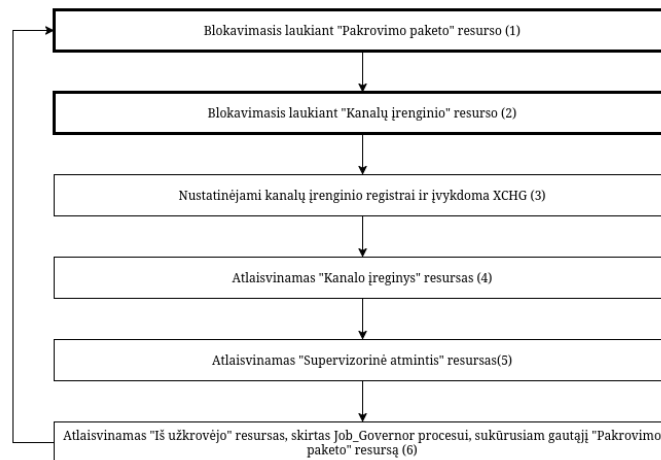 Blokavimasis laukiant "Pakrovimo paketo" resurso (1)
Blokavimasis laukiant "Kanalų įrenginio" resurso (2)
Nustatinėjami kanalų įrenginio registrai ir įvykdoma XCHG (3)
Atlaisvinamas "Kanalo įreginys" resursas (4)
Atlaisvinamas "Supervizorinė atmintis" resursas(5)
Atlaisvinamas "Iš užkrovėjo" resursas, skirtas Job_Governor procesui, sukūrusiam gautąjį "Pakrovimo
paketo" resursą (6)